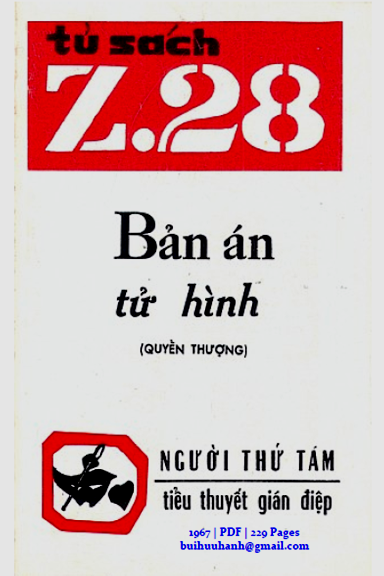 tủ sách
Z.28
Bản án
tử hình
(QUYỂN THƯỢNG)
NGƯỜI THỨ TÁM
tiểu thuyết gián điệp
1967 | PDF | 229 Pages
buihuuhanh@gmail.com